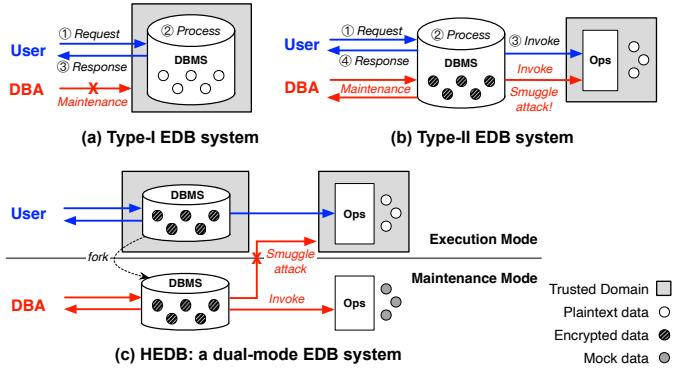 ① Request
② Process
User
DBMS
③ Response
DBA
X
Maintenance
(a) Type-I EDB system
① Request
② Process
User
③ Invoke
DBMS
④ Response
Ops
DBA
Maintenance
Invoke
Smuggle
attack!
(b) Type-II EDB system
DBMS
User
Ops
Execution Mode
fork
X
Smuggle
attack
Maintenance Mode
DBMS
DBA
Invoke
Ops
(c) HEDB: a dual-mode EDB system
Trusted Domain
Plaintext data
Encrypted data
Mock data